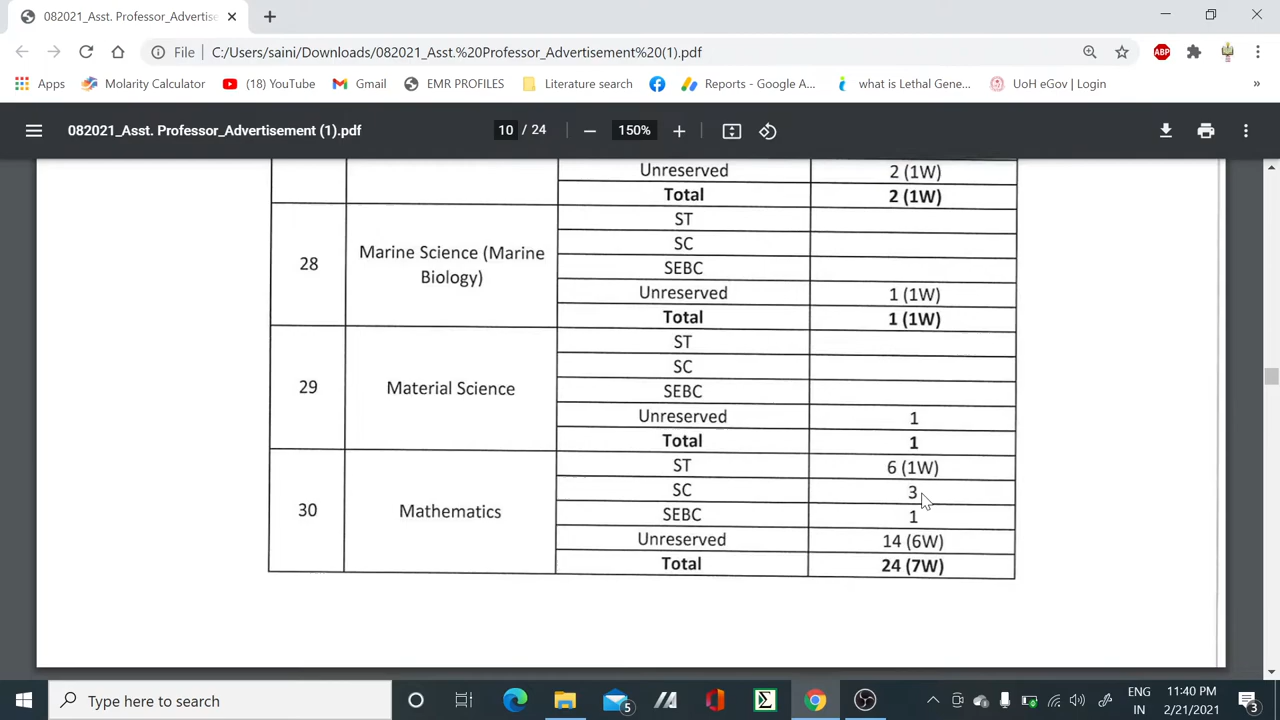 082021_Asst. Professor_Advertise
File C:/Users/saini/Downloads/082021_Asst.%20Professor_Advertisement%20(1).pdf
ABP
Apps Molarity Calculator (18) YouTube Gmail EMR PROFILES Literature search Reports - Google A... what is Lethal Gene... UoH eGov | Login »
082021_Asst. Professor_Advertisement (1).pdf 10 / 24 150%
Unreserved 2 (1W)
Total 2 (1W)
28 Marine Science (Marine Biology)
ST
SC
SEBC
Unreserved 1 (1W)
Total 1 (1W)
29 Material Science
ST
SC
SEBC
Unreserved 1
Total 1
30 Mathematics
ST 6 (1W)
SC 3
SEBC 1
Unreserved 14 (6W)
Total 24 (7W)
Type here to search
5
ENG
IN
11:40 PM
2/21/2021
3